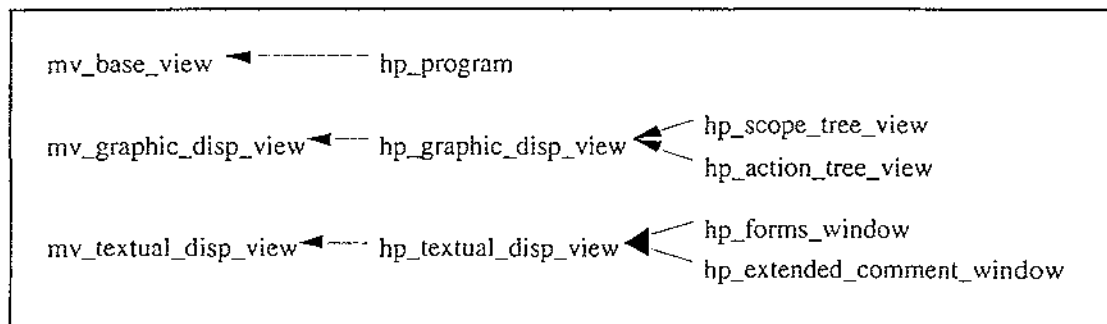 mv_base_view hp_program
hp_scope_tree_view
mv_graphic_disp_view hp_graphic_disp_view
hp_action_tree_view
hp_forms_window
mv_textual_disp_view hp_textual_disp_view
hp_extended_comment_window